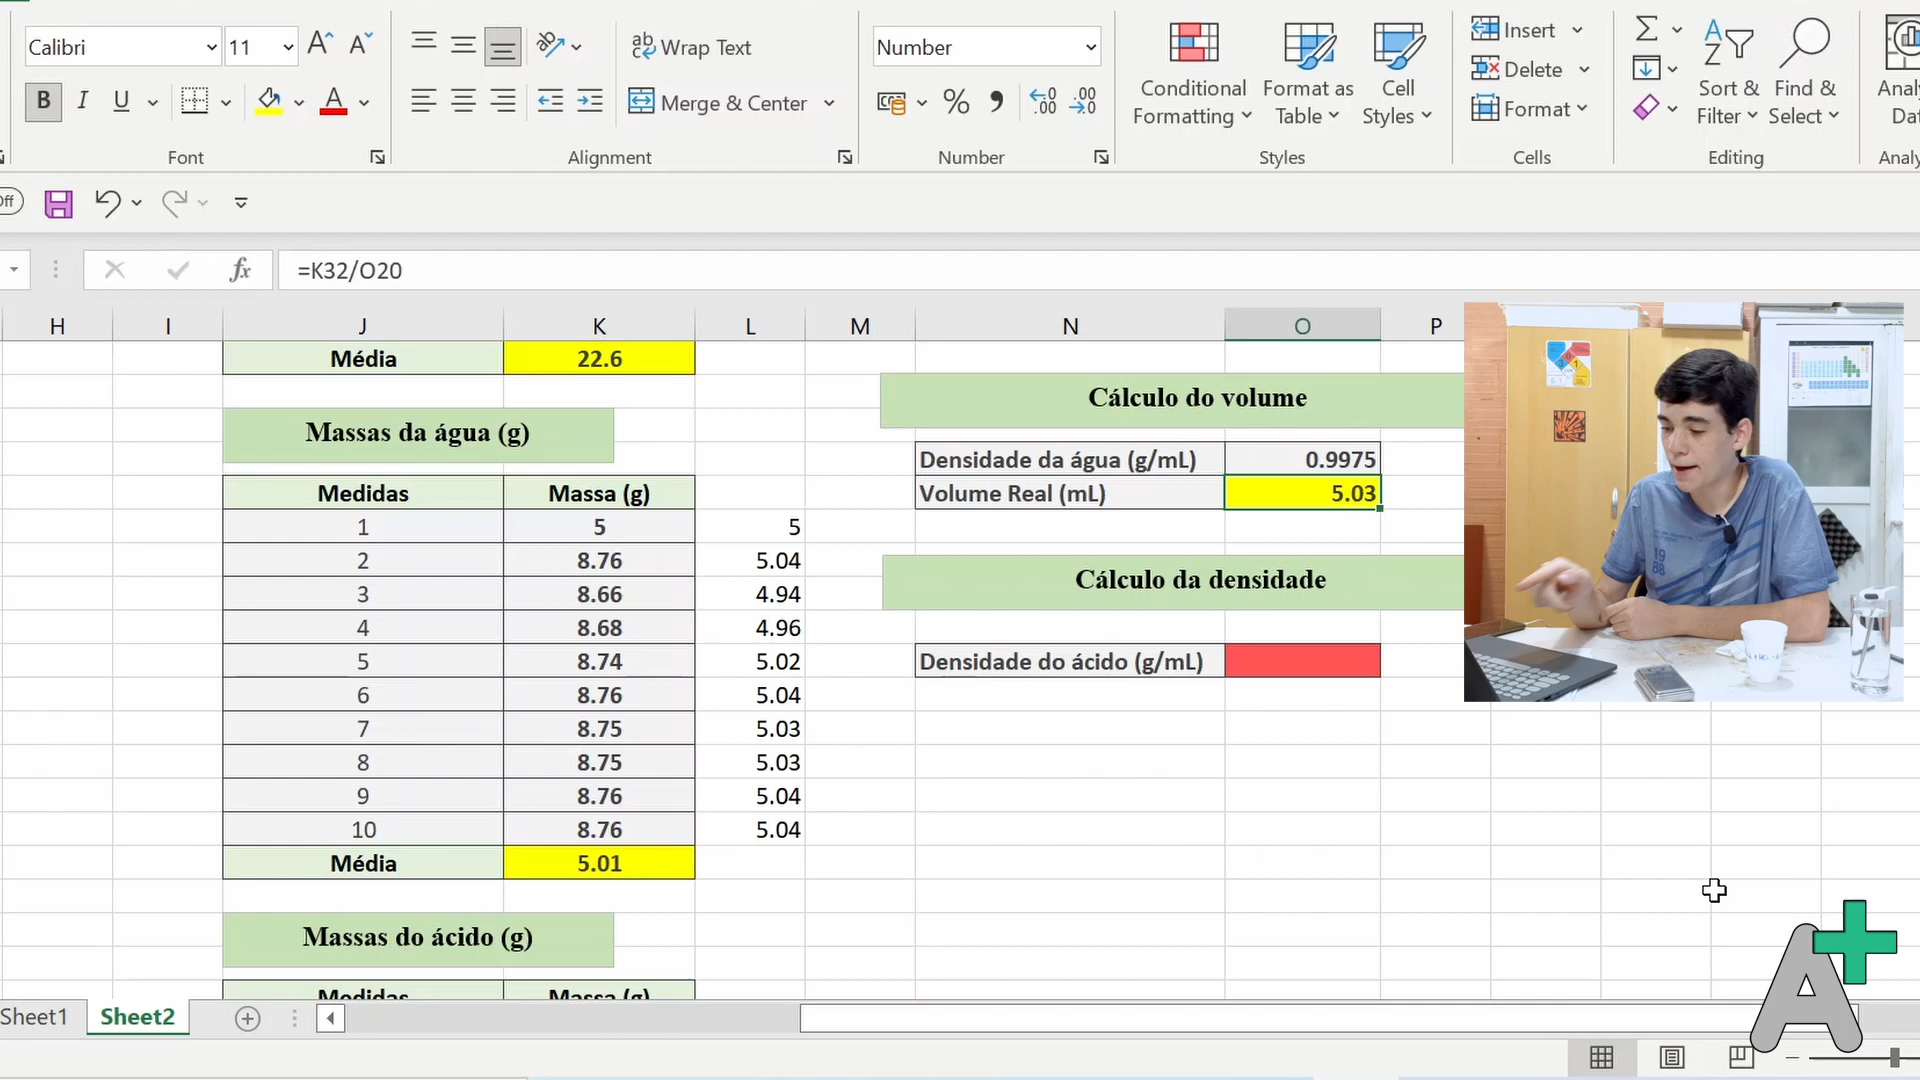 Calibri
11
Wrap Text
Number
Conditional Formatting
Format as Table
Cell Styles
Insert
Delete
Format
Sort & Filter
Find & Select
B I U
Merge & Center
Font
Alignment
Number
Styles
Cells
Editing
=K32/O20
H I J K L M N O P
Média 22.6
Massas da água (g)
Medidas Massa (g)
1 5 5
2 8.76 5.04
3 8.66 4.94
4 8.68 4.96
5 8.74 5.02
6 8.76 5.04
7 8.75 5.03
8 8.75 5.03
9 8.76 5.04
10 8.76 5.04
Média 5.01
Massas do ácido (g)
Medidas Massa (g)
Cálculo do volume
Densidade da água (g/mL) 0.9975
Volume Real (mL) 5.03
Cálculo da densidade
Densidade do ácido (g/mL)
19
88
Sheet1
Sheet2
A+